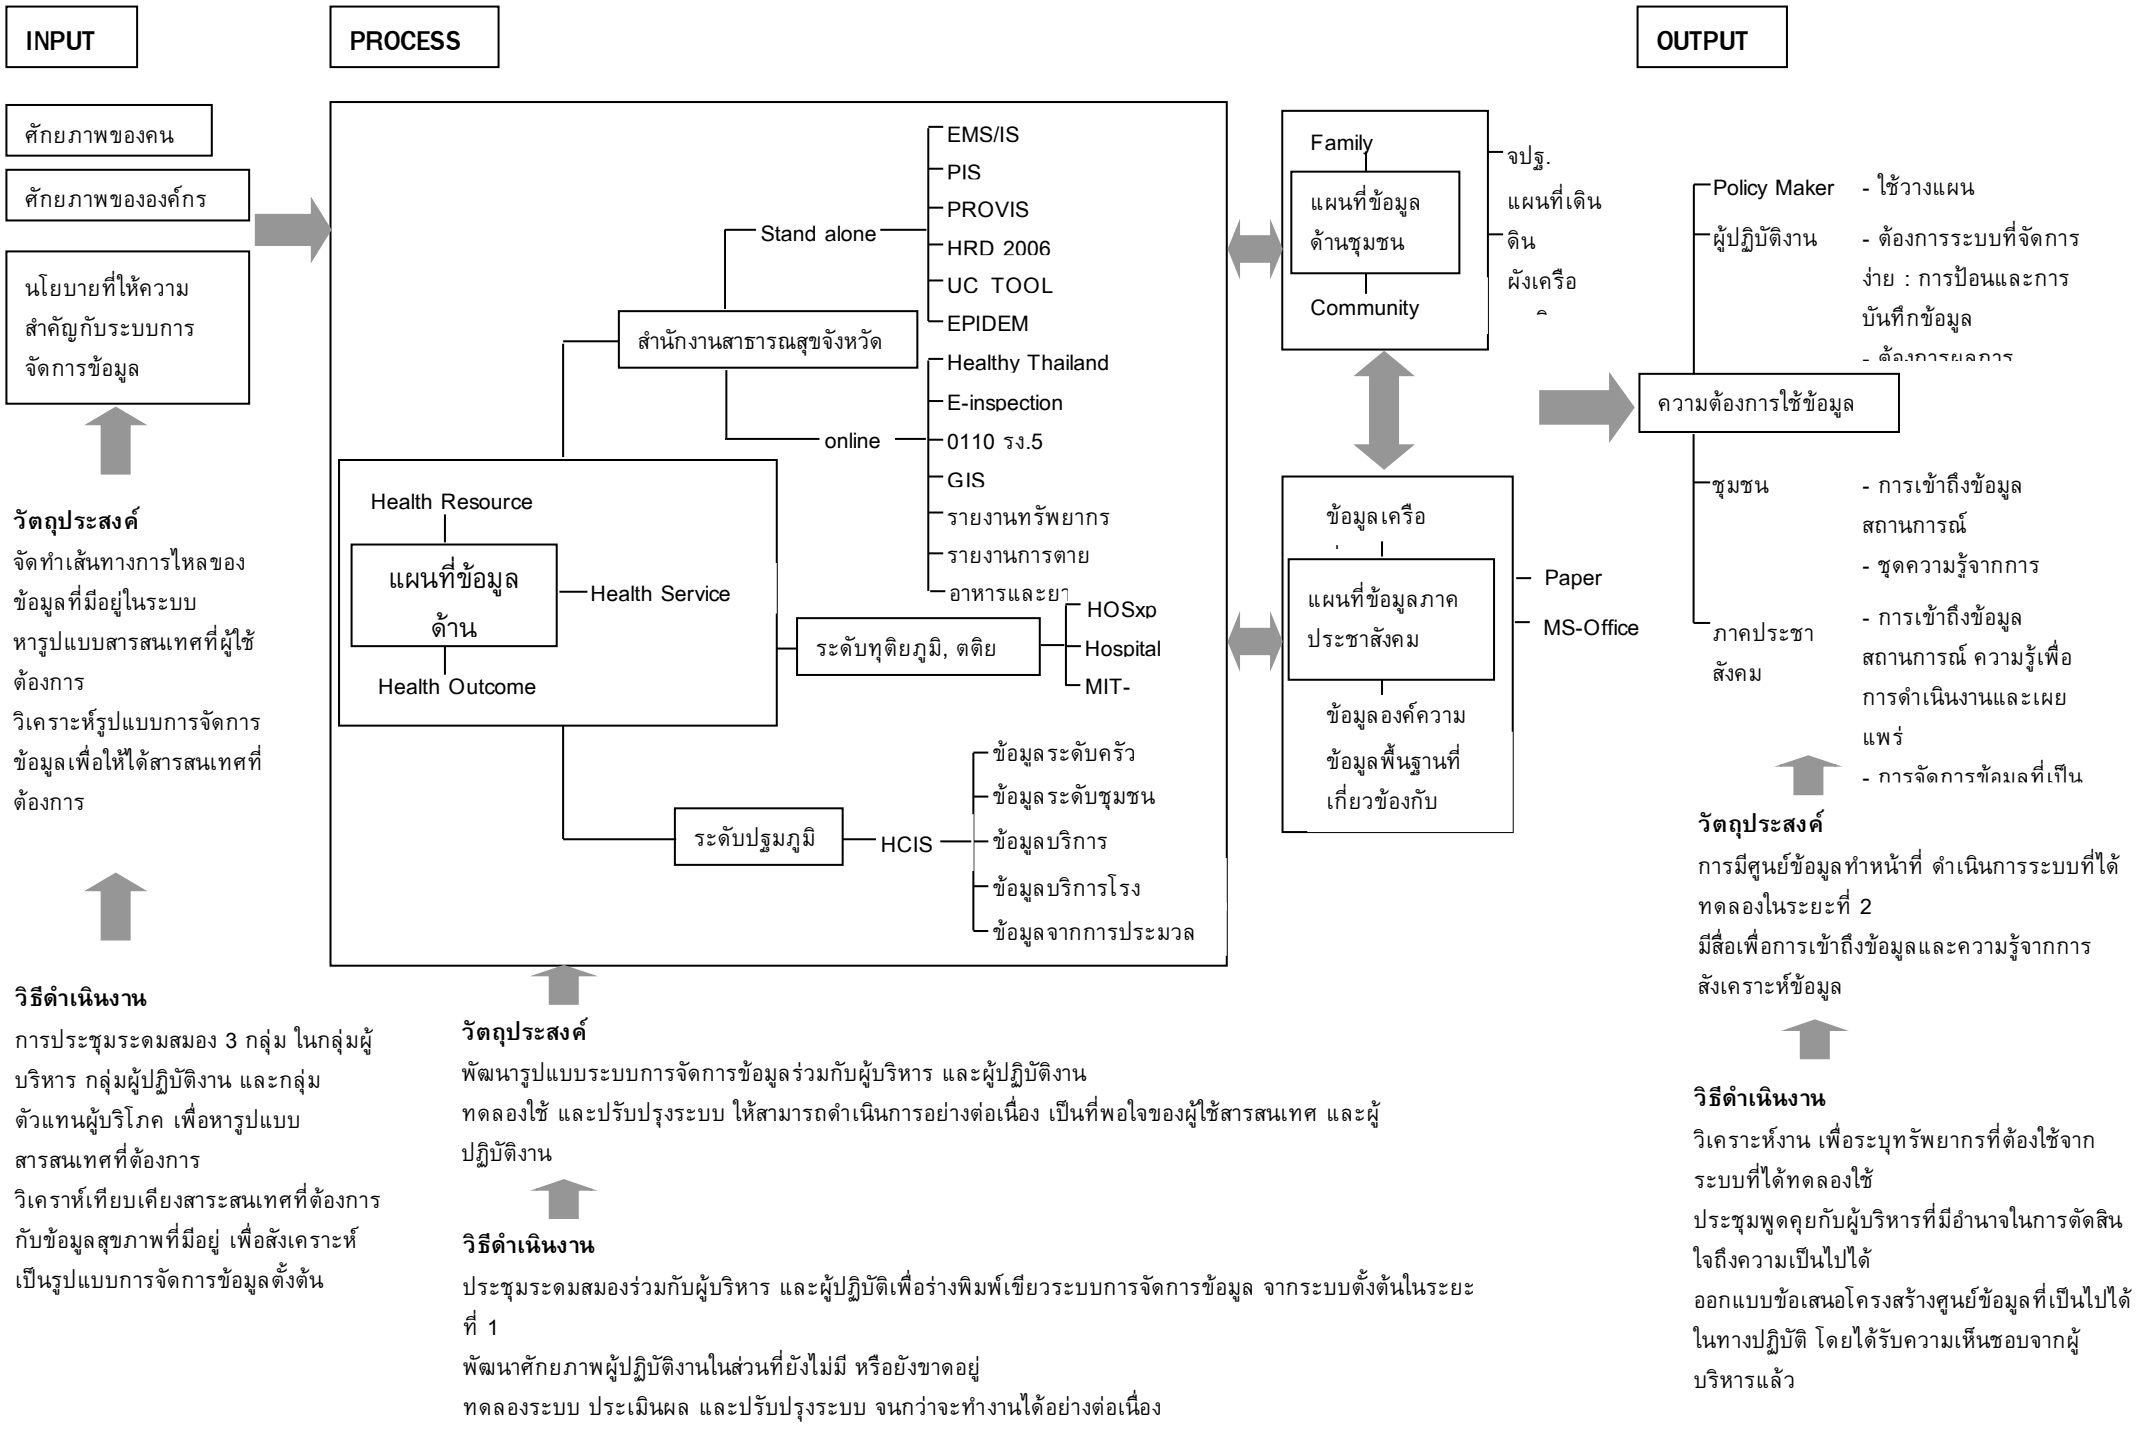 INPUT
PROCESS
OUTPUT
ศักยภาพของคน
ศักยภาพขององค์กร
นโยบายที่ให้ความ
สำคัญกับระบบการ
จัดการข้อมูล
วัตถุประสงค์
จัดทำเส้นทางการไหลของ
ข้อมูลที่มีอยู่ในระบบ
หารูปแบบสารสนเทศที่ผู้ใช้
ต้องการ
วิเคราะห์รูปแบบการจัดการ
ข้อมูลเพื่อให้ได้สารสนเทศที่
ต้องการ
วิธีดำเนินงาน
การประชุมระดมสมอง 3 กลุ่ม ในกลุ่มผู้
บริหาร กลุ่มผู้ปฏิบัติงาน และกลุ่ม
ตัวแทนผู้บริโภค เพื่อหารูปแบบ
สารสนเทศที่ต้องการ
วิเคราห์เทียบเคียงสาระสนเทศที่ต้องการ
กับข้อมูลสุขภาพที่มีอยู่ เพื่อสังเคราะห์
เป็นรูปแบบการจัดการข้อมูลตั้งต้น
Health Resource
แผนที่ข้อมูล
ด้าน
Health Service
Health Outcome
สำนักงานสาธารณสุขจังหวัด
Stand alone
EMS/IS
PIS
PROVIS
HRD 2006
UC TOOL
EPIDEM
online
Healthy Thailand
E-inspection
0110 รง.5
GIS
รายงานทรัพยากร
รายงานการตาย
อาหารและยา
ระดับทุติยภูมิ, ตติย
HOSxp
Hospital
MIT-
ระดับปฐมภูมิ
HCIS
ข้อมูลระดับครัว
ข้อมูลระดับชุมชน
ข้อมูลบริการ
ข้อมูลบริการโรง
ข้อมูลจากการประมวล
วัตถุประสงค์
พัฒนารูปแบบระบบการจัดการข้อมูลร่วมกับผู้บริหาร และผู้ปฏิบัติงาน
ทดลองใช้ และปรับปรุงระบบ ให้สามารถดำเนินการอย่างต่อเนื่อง เป็นที่พอใจของผู้ใช้สารสนเทศ และผู้
ปฏิบัติงาน
วิธีดำเนินงาน
ประชุมระดมสมองร่วมกับผู้บริหาร และผู้ปฏิบัติเพื่อร่างพิมพ์เขียวระบบการจัดการข้อมูล จากระบบตั้งต้นในระยะ
ที่ 1
พัฒนาศักยภาพผู้ปฏิบัติงานในส่วนที่ยังไม่มี หรือยังขาดอยู่
ทดลองระบบ ประเมินผล และปรับปรุงระบบ จนกว่าจะทำงานได้อย่างต่อเนื่อง
Family
แผนที่ข้อมูล
ด้านชุมชน
Community
จปฐ.
แผนที่เดิน
ดิน
ผังเครือ
ข้อมูลเครือ
แผนที่ข้อมูลภาค
ประชาสังคม
ข้อมูลองค์ความ
ข้อมูลพื้นฐานที่
เกี่ยวข้องกับ
Paper
MS-Office
Policy Maker
- ใช้วางแผน
ผู้ปฏิบัติงาน
- ต้องการระบบที่จัดการ
ง่าย : การป้อนและการ
บันทึกข้อมูล
- ต้องการผลการ
ความต้องการใช้ข้อมูล
ชุมชน
- การเข้าถึงข้อมูล
สถานการณ์
- ชุดความรู้จากการ
ภาคประชา
สังคม
- การเข้าถึงข้อมูล
สถานการณ์ ความรู้เพื่อ
การดำเนินงานและเผย
แพร่
- การจัดการข้อมูลที่เป็น
วัตถุประสงค์
การมีศูนย์ข้อมูลทำหน้าที่ ดำเนินการระบบที่ได้
ทดลองในระยะที่ 2
มีสื่อเพื่อการเข้าถึงข้อมูลและความรู้จากการ
สังเคราะห์ข้อมูล
วิธีดำเนินงาน
วิเคราะห์งาน เพื่อระบุทรัพยากรที่ต้องใช้จาก
ระบบที่ได้ทดลองใช้
ประชุมพูดคุยกับผู้บริหารที่มีอำนาจในการตัดสิน
ใจถึงความเป็นไปได้
ออกแบบข้อเสนอโครงสร้างศูนย์ข้อมูลที่เป็นไปได้
ในทางปฏิบัติ โดยได้รับความเห็นชอบจากผู้
บริหารแล้ว